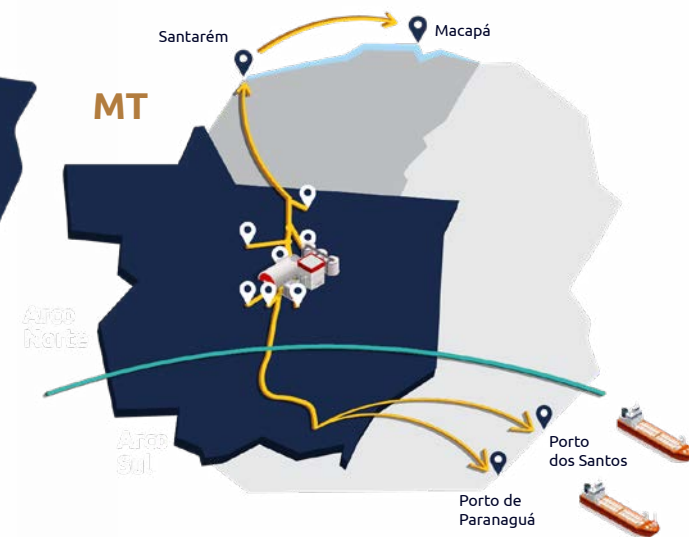 Santarém
Macapá
MT
Arco
Norte
Arco
Sul
Porto
dos Santos
Porto de
Paranaguá